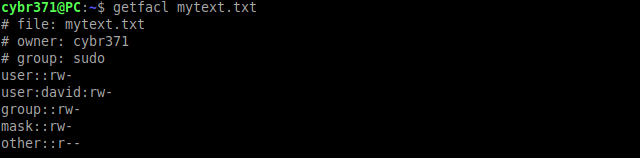 cybr371@PC:~$ getfacl mytext.txt
# file: mytext.txt
# owner: cybr371
# group: sudo
user::rw-
user:david:rw-
group::rw-
mask::rw-
other::r--